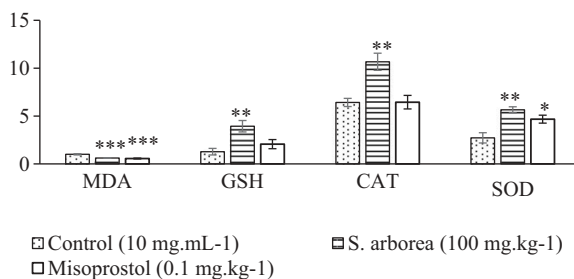 15
**
10
**
** *
5
*** ***
0
MDA GSH CAT SOD
Control (10 mg.mL-1) S. arborea (100 mg.kg-1)
Misoprostol (0.1 mg.kg-1)